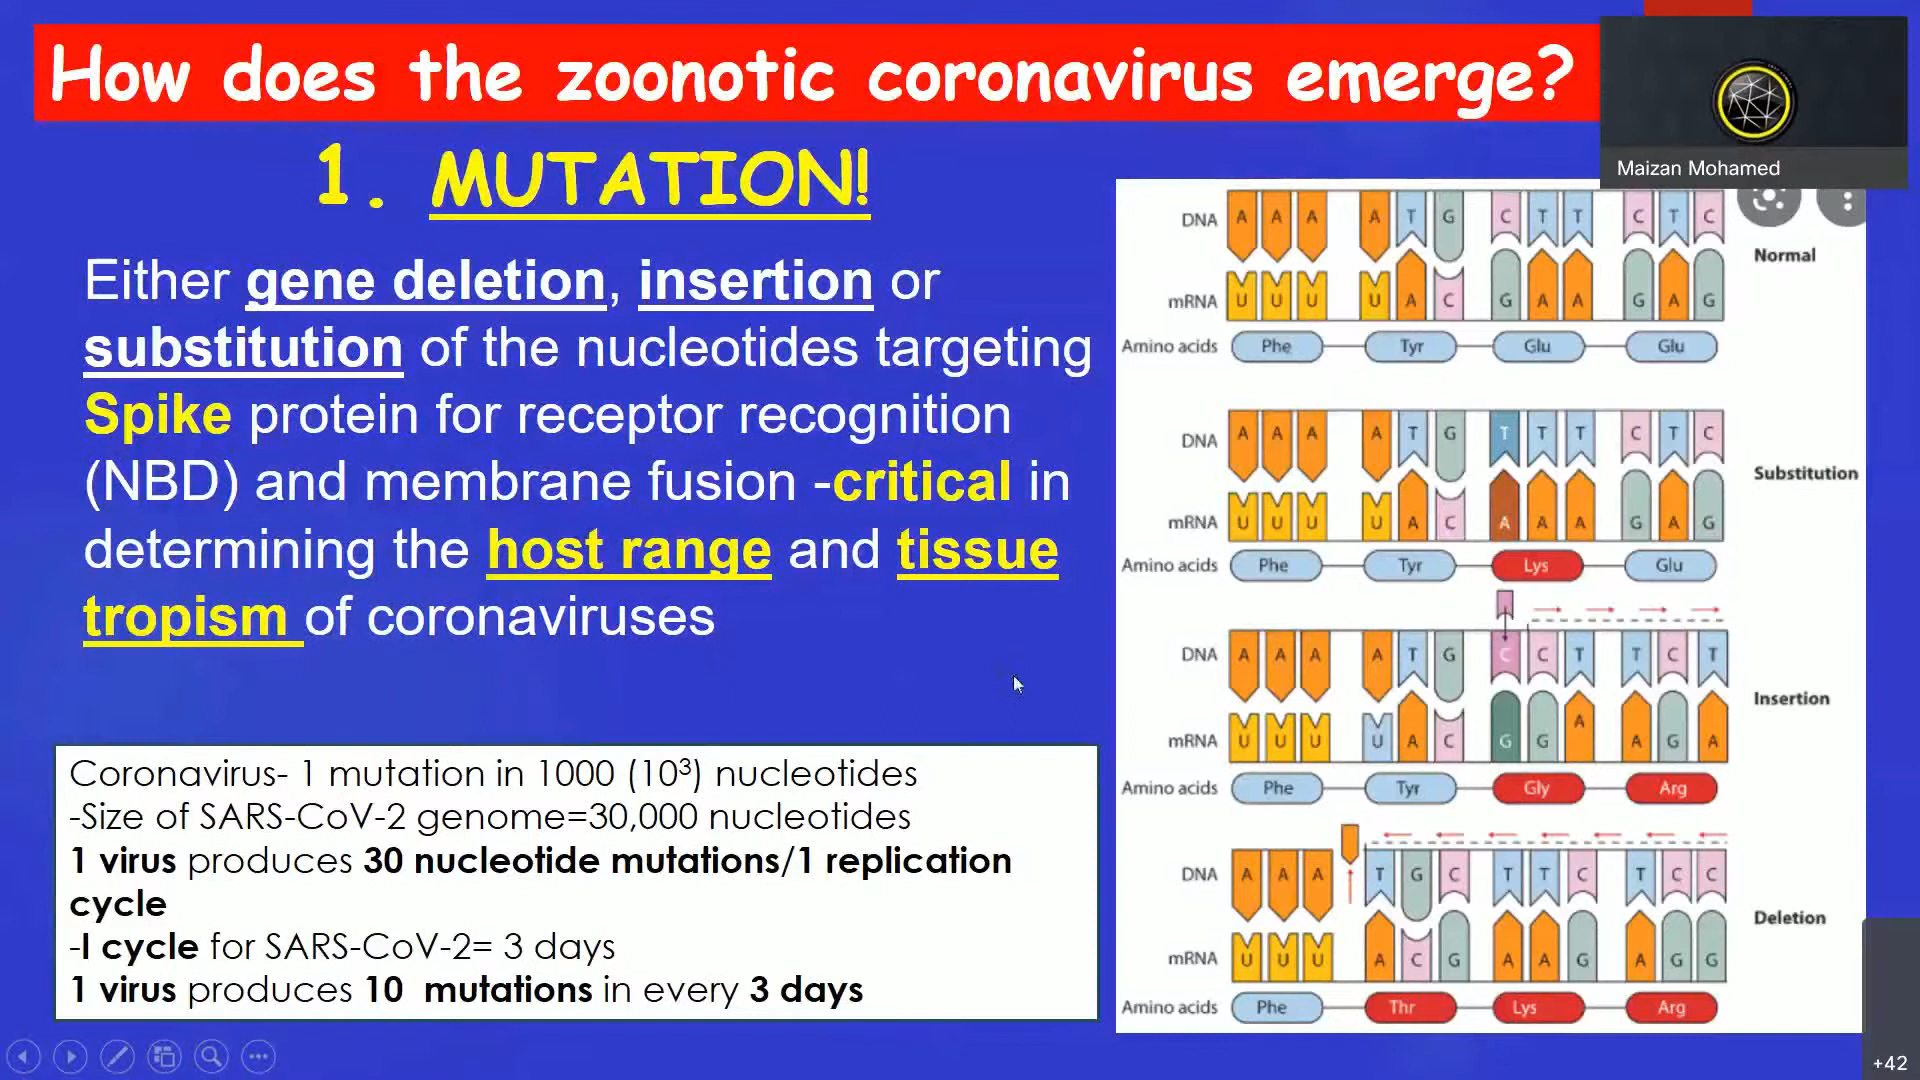 How does the zoonotic coronavirus emerge?
Maizan Mohamed
1. MUTATION!
Either gene deletion, insertion or
substitution of the nucleotides targeting
Spike protein for receptor recognition
(NBD) and membrane fusion -critical in
determining the host range and tissue
tropism of coronaviruses
Coronavirus- 1 mutation in 1000 (10³) nucleotides
-Size of SARS-CoV-2 genome=30,000 nucleotides
1 virus produces 30 nucleotide mutations/1 replication
cycle
-I cycle for SARS-CoV-2= 3 days
1 virus produces 10 mutations in every 3 days
DNA A A A A T G C T T C T C
Normal
mRNA U U U U A C G A A G A G
Amino acids Phe Tyr Glu Glu
DNA A A A A T G T T T C T C
Substitution
mRNA U U U U A C A A A G A G
Amino acids Phe Tyr Lys Glu
DNA A A A A T G C C T T C T
Insertion
mRNA U U U U A C G G A A G A
Amino acids Phe Tyr Gly Arg
DNA A A A T G C T T C T C C
Deletion
mRNA U U U A C G A A G A G G
Amino acids Phe Thr Lys Arg
+42